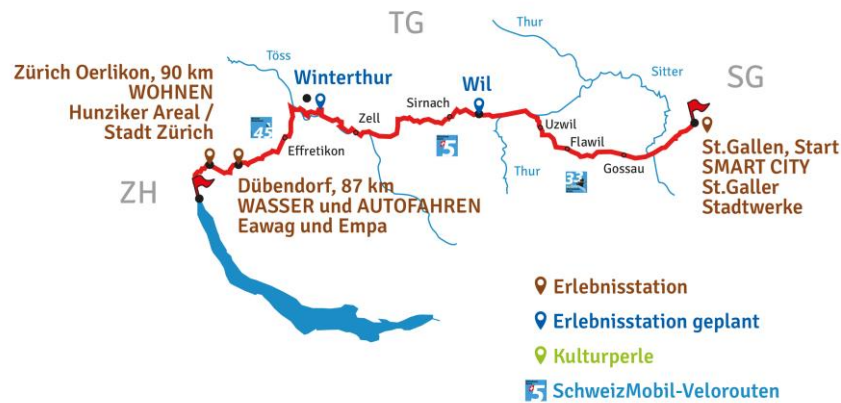 TG
Thur
Töss
Sitter
SG
Zürich Oerlikon, 90 km
WOHNEN
Hunziker Areal /
Stadt Zürich
Winterthur
Wil
Sirnach
Zell
45
Effretikon
5
Uzwil
Flawil
Gossau
Thur
33
St.Gallen, Start
SMART CITY
St.Galler
Stadtwerke
ZH
Dübendorf, 87 km
WASSER und AUTOFAHREN
Eawag und Empa
Erlebnisstation
Erlebnisstation geplant
Kulturperle
5 SchweizMobil-Velorouten